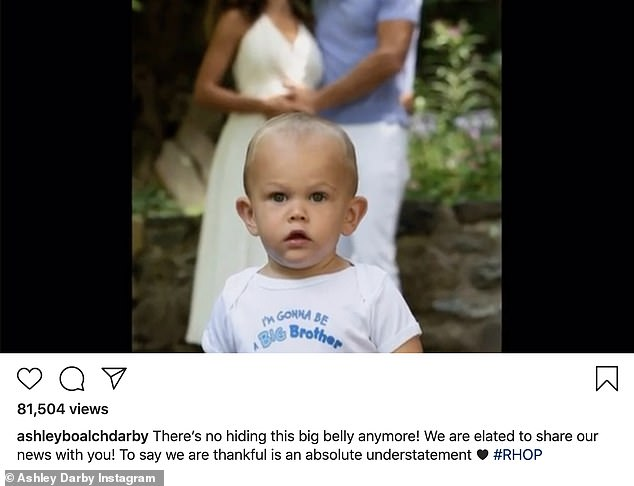 I'M GONNA BE
A BIG Brother
81,504 views
ashleyboalchdarby There's no hiding this big belly anymore! We are elated to share our
news with you! To say we are thankful is an absolute understatement 🖤 #RHOP
© Ashley Darby Instagram